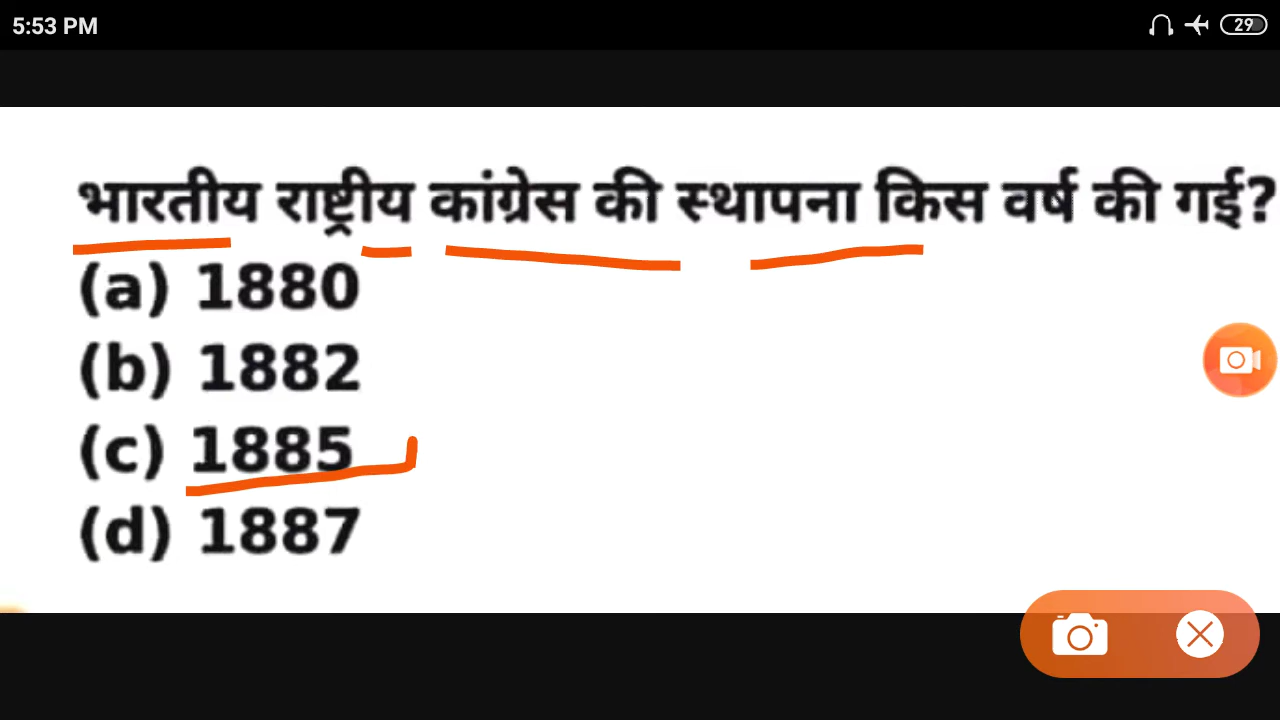 5:53 PM
29
भारतीय राष्ट्रीय कांग्रेस की स्थापना किस वर्ष की गई?
(a) 1880
(b) 1882
(c) 1885
(d) 1887